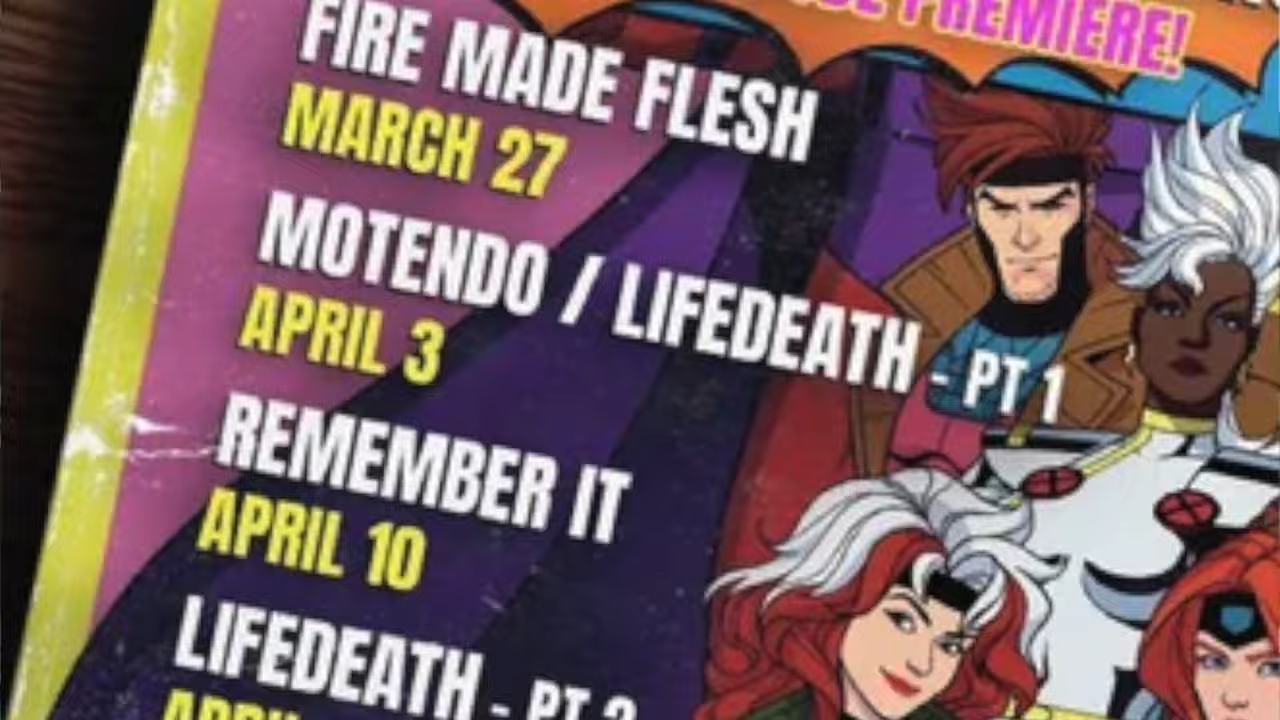 PREMIERE!
FIRE MADE FLESH
MARCH 27
MOTENDO / LIFEDEATH - PT 1
APRIL 3
REMEMBER IT
APRIL 10
LIFEDEATH - PT 2
APRIL